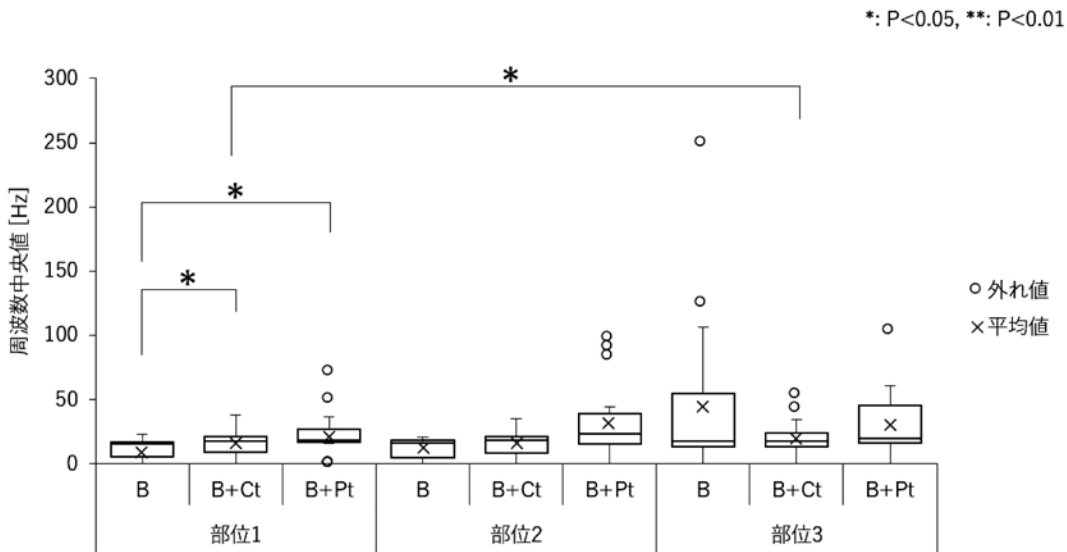 *: P<0.05, **: P<0.01
300
250
200
150
100
50
0
周波数中央値 [Hz]
*
*
*
○ 外れ値
×平均値
B B+Ct B+Pt B B+Ct B+Pt B B+Ct B+Pt
部位1 部位2 部位3